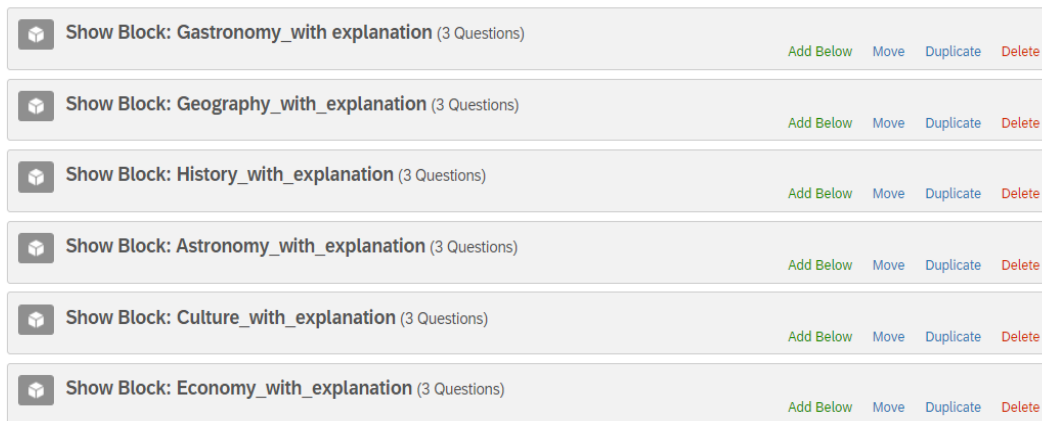 Show Block: Gastronomy_with explanation (3 Questions)
Add Below Move Duplicate Delete
Show Block: Geography_with_explanation (3 Questions)
Add Below Move Duplicate Delete
Show Block: History_with_explanation (3 Questions)
Add Below Move Duplicate Delete
Show Block: Astronomy_with_explanation (3 Questions)
Add Below Move Duplicate Delete
Show Block: Culture_with_explanation (3 Questions)
Add Below Move Duplicate Delete
Show Block: Economy_with_explanation (3 Questions)
Add Below Move Duplicate Delete